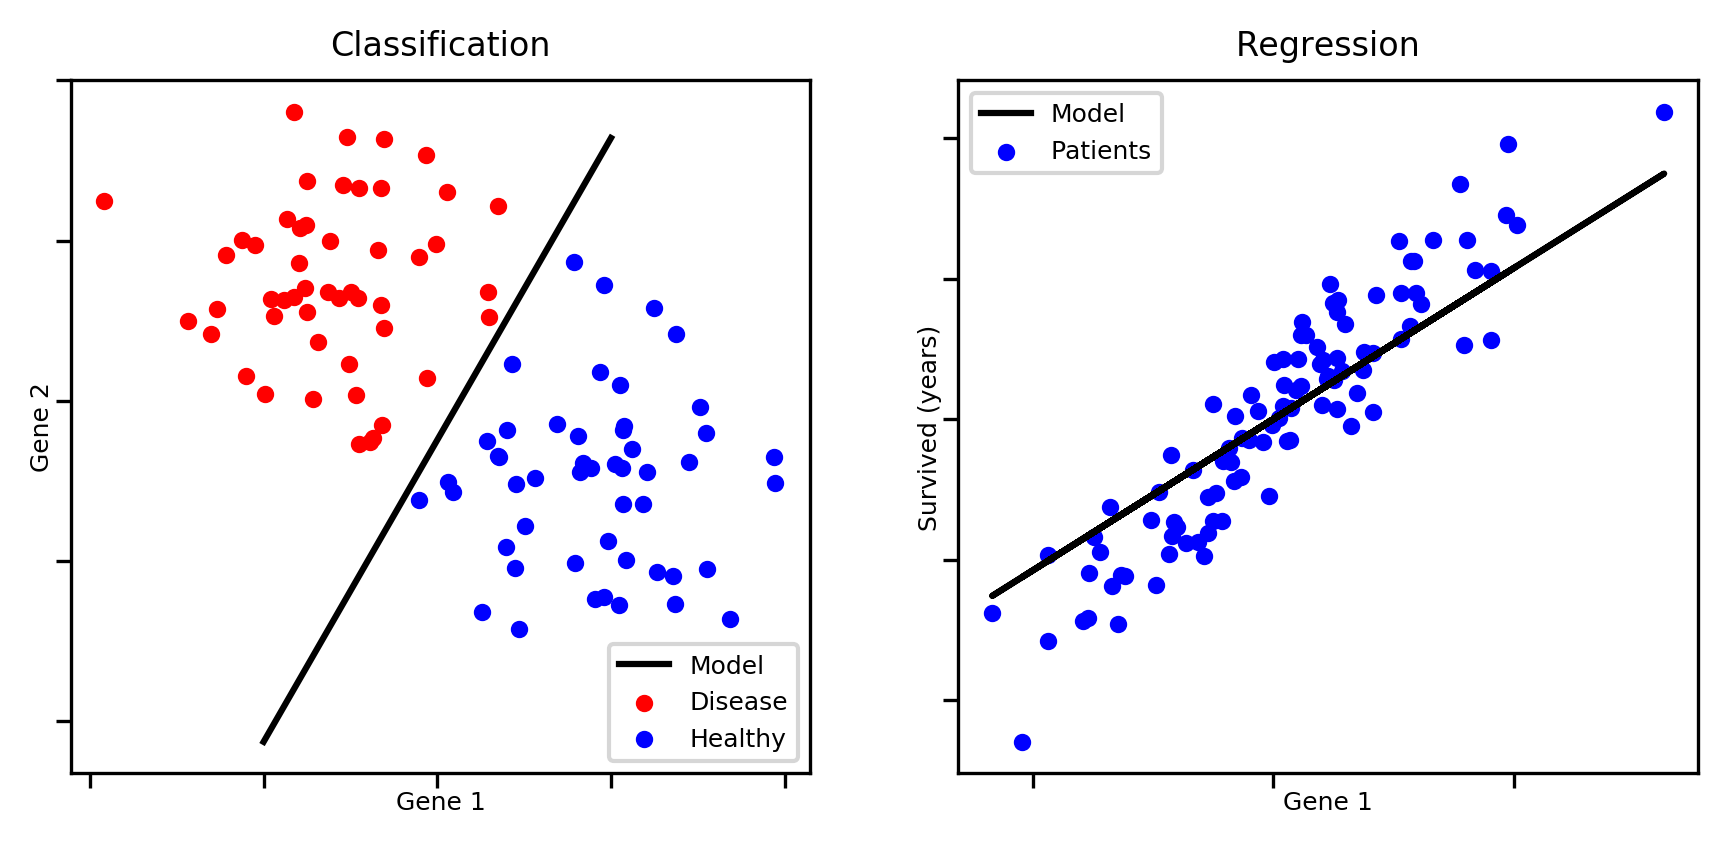 Classification
Gene 2
Model
Disease
Healthy
Gene 1
Regression
Model
Patients
Survived (years)
Gene 1